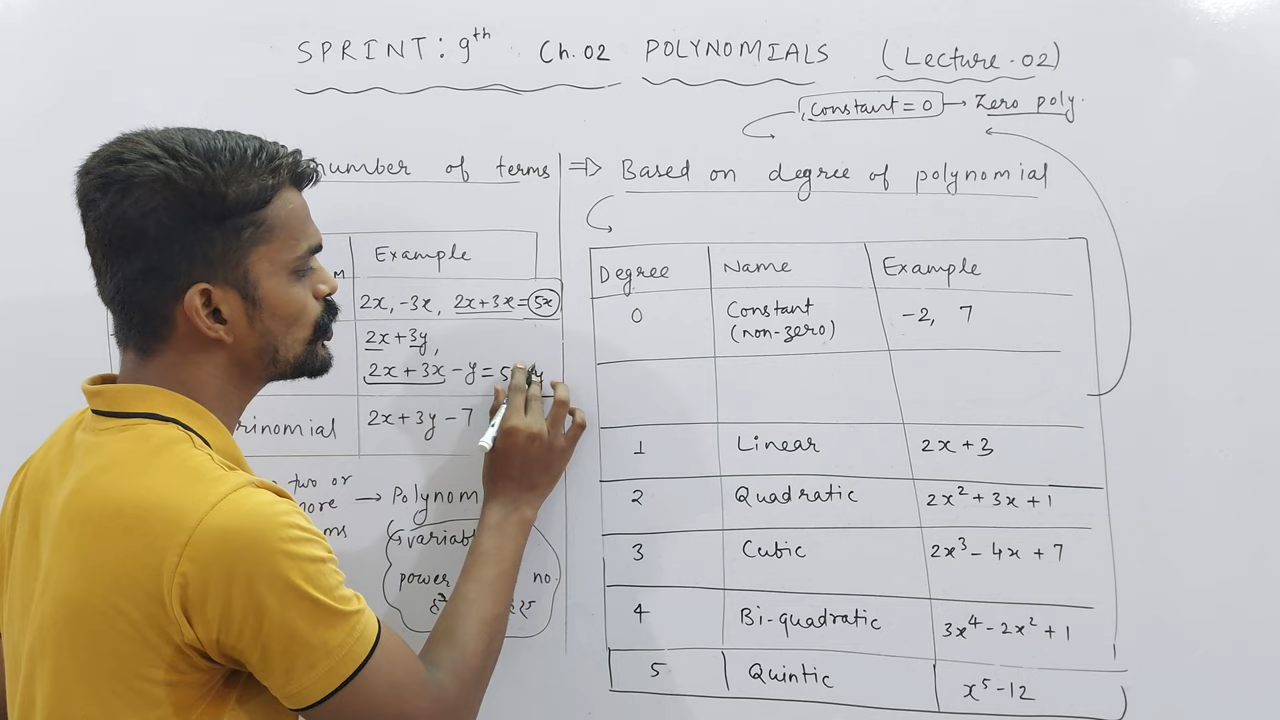 SPRINT: 9th Ch.02 POLYNOMIALS (Lecture-02)
constant = 0 → Zero poly.
number of terms
⇒ Based on degree of polynomial
M Example
2x, -3x, 2x+3x = 5x
2x+3y,
2x+3x-y = 5
rinomial 2x+3y-7
two or
more → Polynom
ms
variab
power no.
Degree Name Example
0 Constant (non-zero) -2, 7
1 Linear 2x+3
2 Quadratic 2x² + 3x + 1
3 Cubic 2x³ - 4x + 7
4 Bi-quadratic 3x⁴ - 2x² + 1
5 Quintic x⁵ - 12